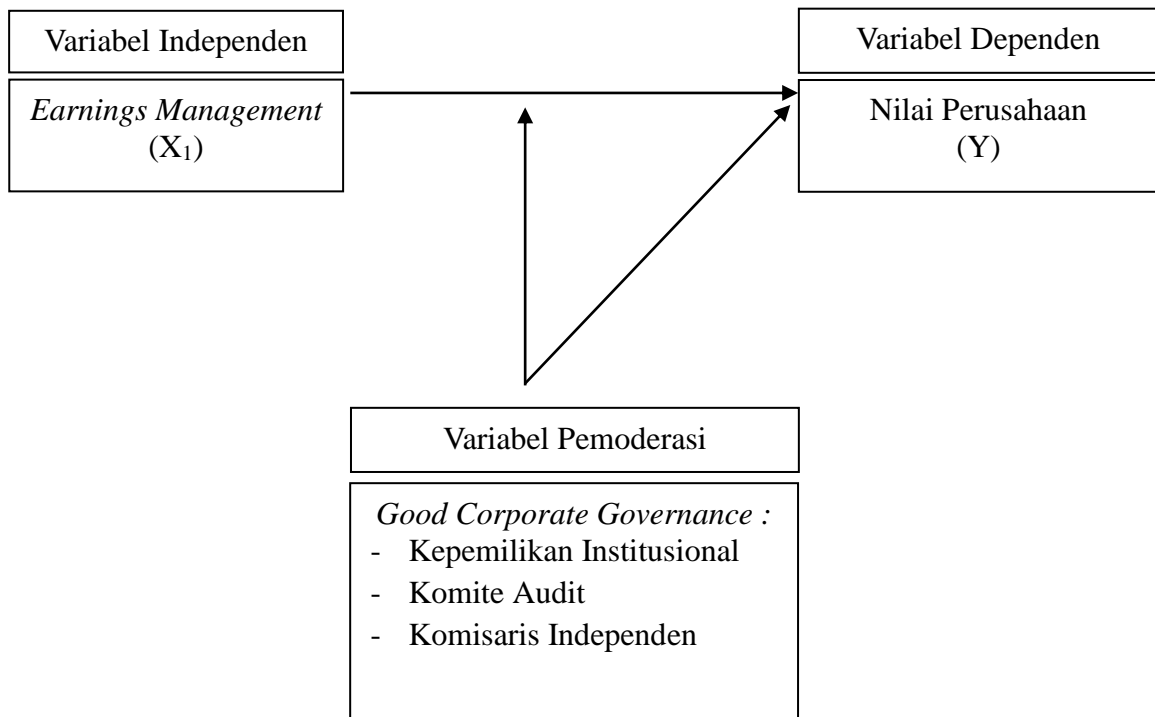 Variabel Independen
Earnings Management
(X₁)
Variabel Dependen
Nilai Perusahaan
(Y)
Variabel Pemoderasi
Good Corporate Governance :
- Kepemilikan Institusional
- Komite Audit
- Komisaris Independen